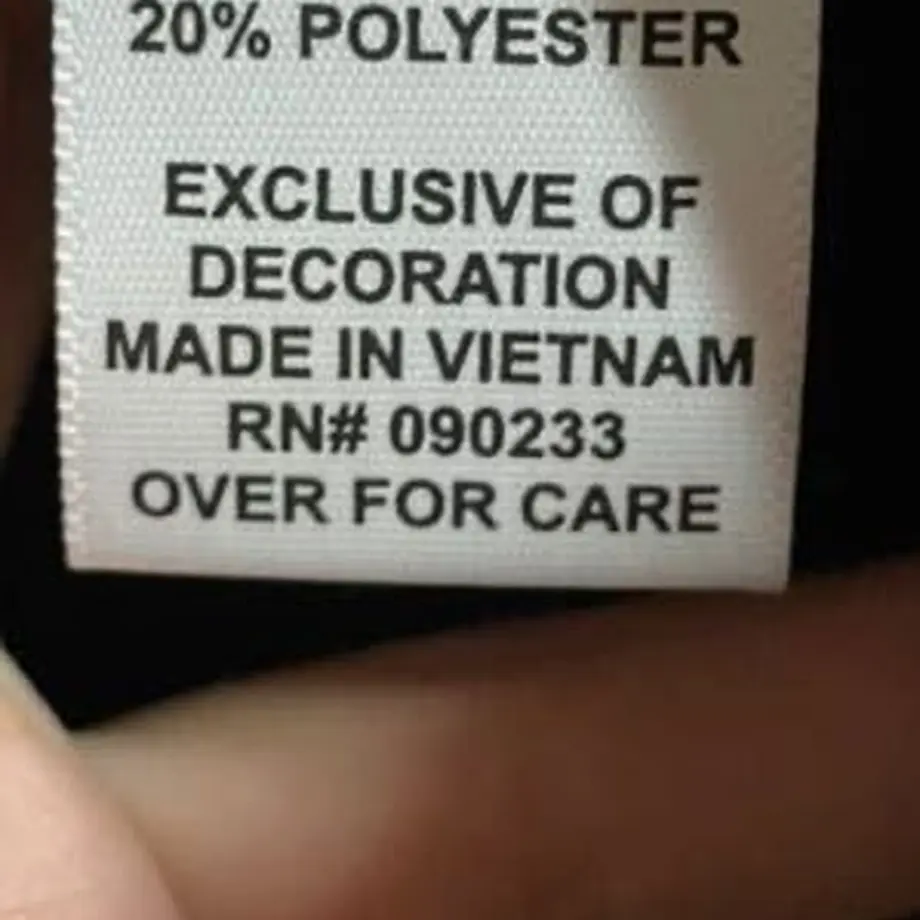 20% POLYESTER
EXCLUSIVE OF
DECORATION
MADE IN VIETNAM
RN# 090233
OVER FOR CARE